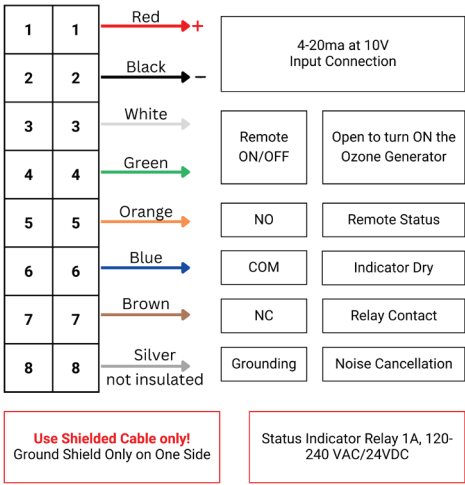 1 1 Red +
4-20ma at 10V
Input Connection
2 2 Black −
3 3 White
Remote
ON/OFF
Open to turn ON the
Ozone Generator
4 4 Green
5 5 Orange NO Remote Status
6 6 Blue COM Indicator Dry
7 7 Brown NC Relay Contact
8 8 Silver
not insulated
Grounding Noise Cancellation
Use Shielded Cable only!
Ground Shield Only on One Side
Status Indicator Relay 1A, 120-
240 VAC/24VDC